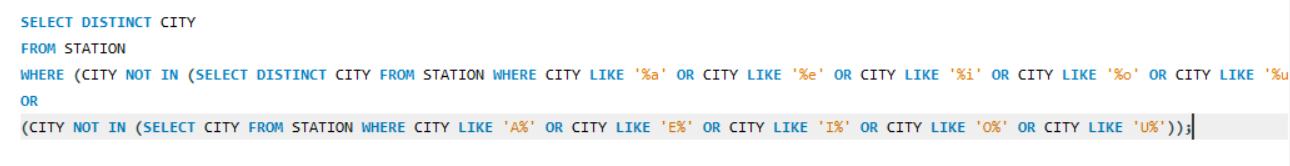 SELECT DISTINCT CITY
FROM STATION
WHERE (CITY NOT IN (SELECT DISTINCT CITY FROM STATION WHERE CITY LIKE '%a' OR CITY LIKE '%e' OR CITY LIKE '%i' OR CITY LIKE '%o' OR CITY LIKE '%u
OR
(CITY NOT IN (SELECT CITY FROM STATION WHERE CITY LIKE 'A%' OR CITY LIKE 'E%' OR CITY LIKE 'I%' OR CITY LIKE 'O%' OR CITY LIKE 'U%'));